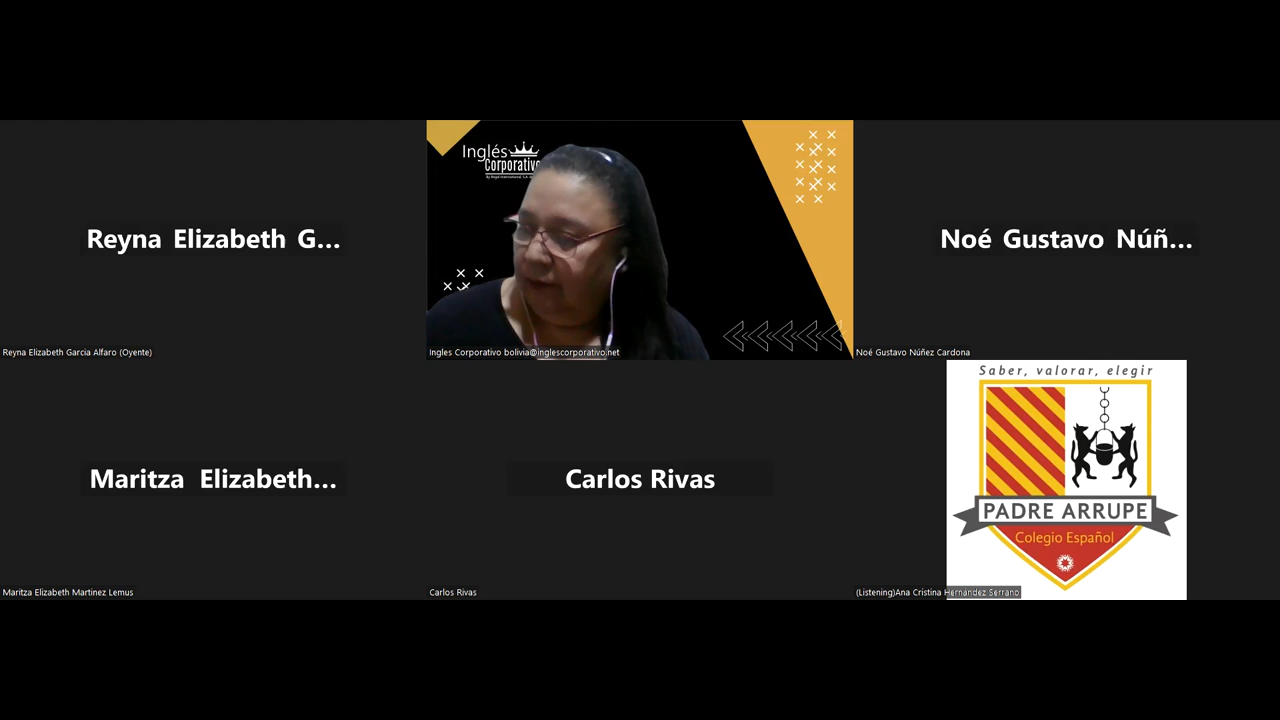 Reyna Elizabeth G...
Reyna Elizabeth Garcia Alfaro (Oyente)
Inglés
Corporativo
Ingles Corporativo bolivia@inglescorporativo.net
Noé Gustavo Núñ...
Noé Gustavo Núñez Cardona
Maritza Elizabeth...
Maritza Elizabeth Martinez Lemus
Carlos Rivas
Carlos Rivas
Saber, valorar, elegir
PADRE ARRUPE
Colegio Español
(Listening)Ana Cristina Hernández Serrano